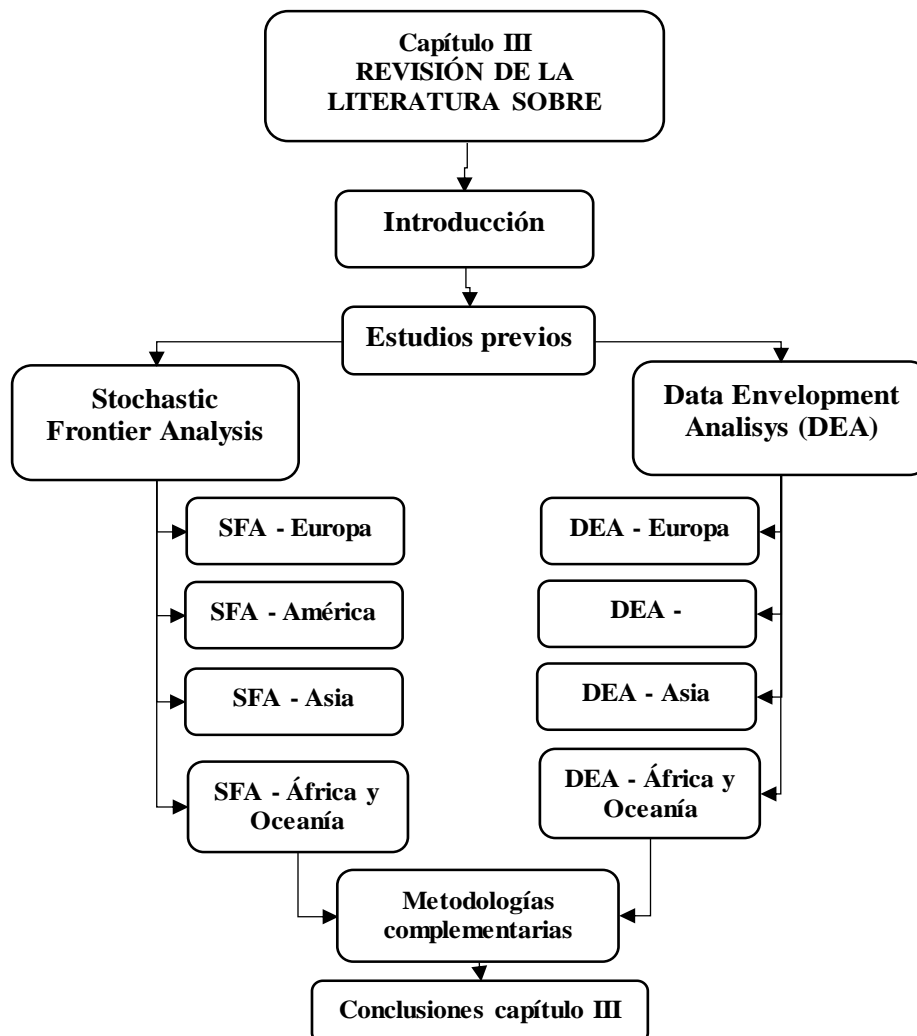 Capítulo III
REVISIÓN DE LA
LITERATURA SOBRE
Introducción
Estudios previos
Stochastic
Frontier Analysis
Data Envelopment
Analisys (DEA)
SFA - Europa
DEA - Europa
SFA - América
DEA -
SFA - Asia
DEA - Asia
SFA - África y
Oceanía
DEA - África y
Oceanía
Metodologías
complementarias
Conclusiones capítulo III